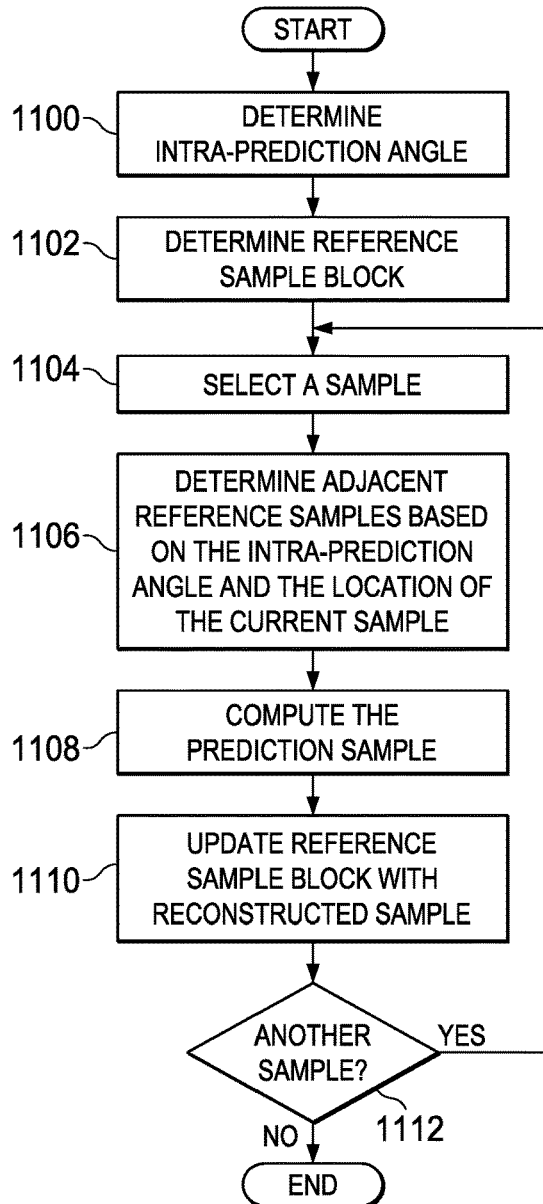 START
1100
DETERMINE
INTRA-PREDICTION ANGLE
1102
DETERMINE REFERENCE
SAMPLE BLOCK
1104
SELECT A SAMPLE
1106
DETERMINE ADJACENT
REFERENCE SAMPLES BASED
ON THE INTRA-PREDICTION
ANGLE AND THE LOCATION OF
THE CURRENT SAMPLE
1108
COMPUTE THE
PREDICTION SAMPLE
1110
UPDATE REFERENCE
SAMPLE BLOCK WITH
RECONSTRUCTED SAMPLE
ANOTHER
SAMPLE?
YES
1112
NO
END